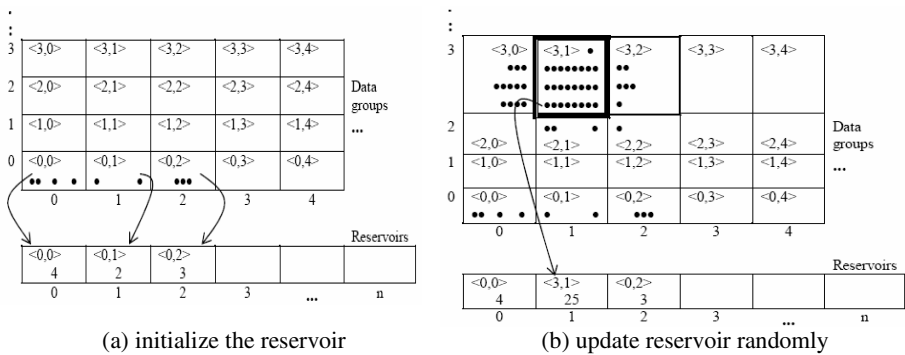 3 <3,0> <3,1> <3,2> <3,3> <3,4>
2 <2,0> <2,1> <2,2> <2,3> <2,4> Data
groups
1 <1,0> <1,1> <1,2> <1,3> <1,4> ...
0 <0,0> <0,1> <0,2> <0,3> <0,4>
0 1 2 3 4
Reservoirs
<0,0> <0,1> <0,2>
4 2 3
0 1 2 3 ... n
(a) initialize the reservoir
3 <3,0> <3,1> <3,2> <3,3> <3,4>
2 Data
<2,0> <2,1> <2,2> <2,3> <2,4> groups
1 <1,0> <1,1> <1,2> <1,3> <1,4> ...
0 <0,0> <0,1> <0,2> <0,3> <0,4>
0 1 2 3 4
Reservoirs
<0,0> <3,1> <0,2>
4 25 3
0 1 2 3 ... n
(b) update reservoir randomly